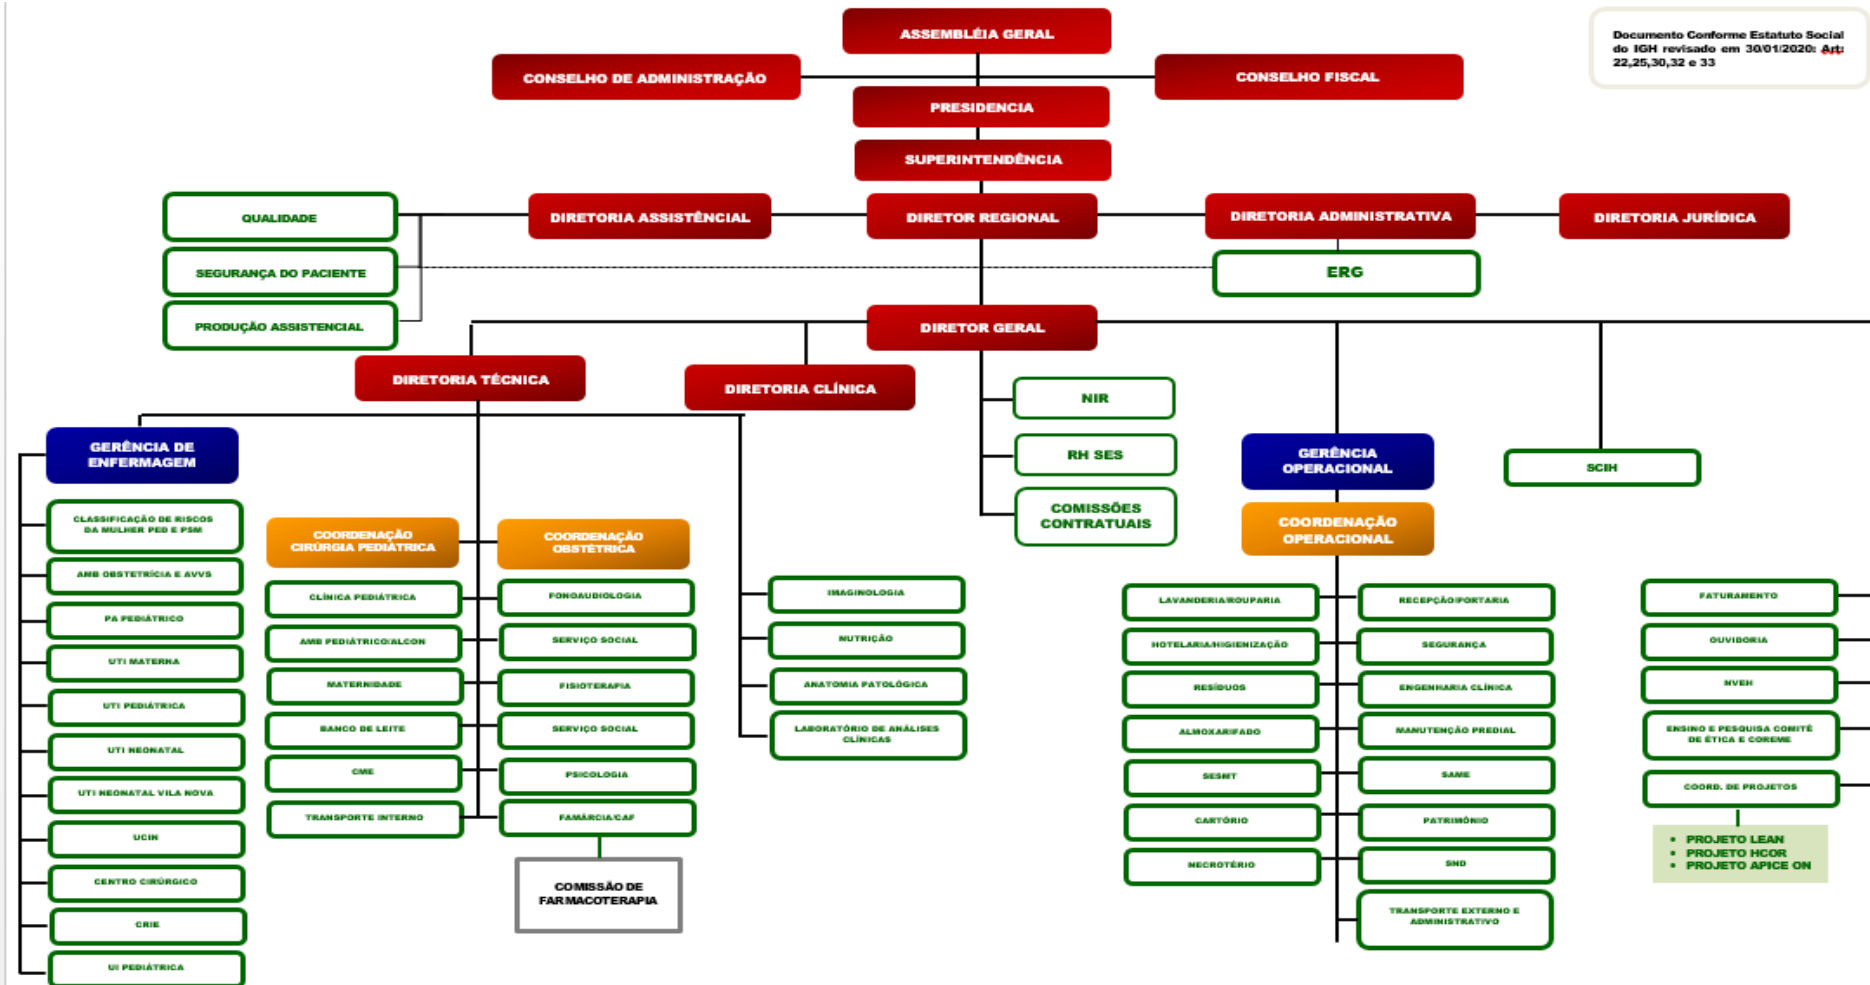 ASSEMBLÉIA GERAL
Documento Conforme Estatuto Social
do IGH revisado em 30/01/2020: Art:
22,25,30,32 e 33
CONSELHO DE ADMINISTRAÇÃO
CONSELHO FISCAL
PRESIDENCIA
SUPERINTENDÊNCIA
QUALIDADE
DIRETORIA ASSISTÊNCIAL
DIRETOR REGIONAL
DIRETORIA ADMINISTRATIVA
DIRETORIA JURÍDICA
SEGURANÇA DO PACIENTE
ERG
PRODUÇÃO ASSISTENCIAL
DIRETOR GERAL
DIRETORIA TÉCNICA
DIRETORIA CLÍNICA
NIR
RH SES
COMISSÕES
CONTRATUAIS
GERÊNCIA DE
ENFERMAGEM
CLASSIFICAÇÃO DE RISCOS
DA MULHER PED E PSM
AMB OBSTETRÍCIA E AVVS
PA PEDIÁTRICO
UTI MATERNA
UTI PEDIÁTRICA
UTI NEONATAL
UTI NEONATAL VILA NOVA
UCIN
CENTRO CIRÚRGICO
CRIE
UI PEDIÁTRICA
COORDENAÇÃO
CIRÚRGIA PEDIÁTRICA
CLÍNICA PEDIÁTRICA
AMB PEDIÁTRICO/ALCON
MATERNIDADE
BANCO DE LEITE
CME
TRANSPORTE INTERNO
COORDENAÇÃO
OBSTÉTRICA
FONOAUDIOLOGIA
SERVIÇO SOCIAL
FISIOTERAPIA
SERVIÇO SOCIAL
PSICOLOGIA
FAMÁRCIA/CAF
COMISSÃO DE
FARMACOTERAPIA
IMAGINOLOGIA
NUTRIÇÃO
ANATOMIA PATOLÓGICA
LABORATÓRIO DE ANÁLISES
CLÍNICAS
GERÊNCIA
OPERACIONAL
COORDENAÇÃO
OPERACIONAL
LAVANDERIA/ROUPARIA
HOTELARIA/HIGIENIZAÇÃO
RESÍDUOS
ALMOXARIFADO
SESMT
CARTÓRIO
NECROTÉRIO
RECEPÇÃO/PORTARIA
SEGURANÇA
ENGENHARIA CLÍNICA
MANUTENÇÃO PREDIAL
SAME
PATRIMÔNIO
SND
TRANSPORTE EXTERNO E
ADMINISTRATIVO
SCIH
FATURAMENTO
OUVIDORIA
NVEH
ENSINO E PESQUISA COMITÊ
DE ÉTICA E COREME
COORD. DE PROJETOS
• PROJETO LEAN
• PROJETO HCOR
• PROJETO APICE ON